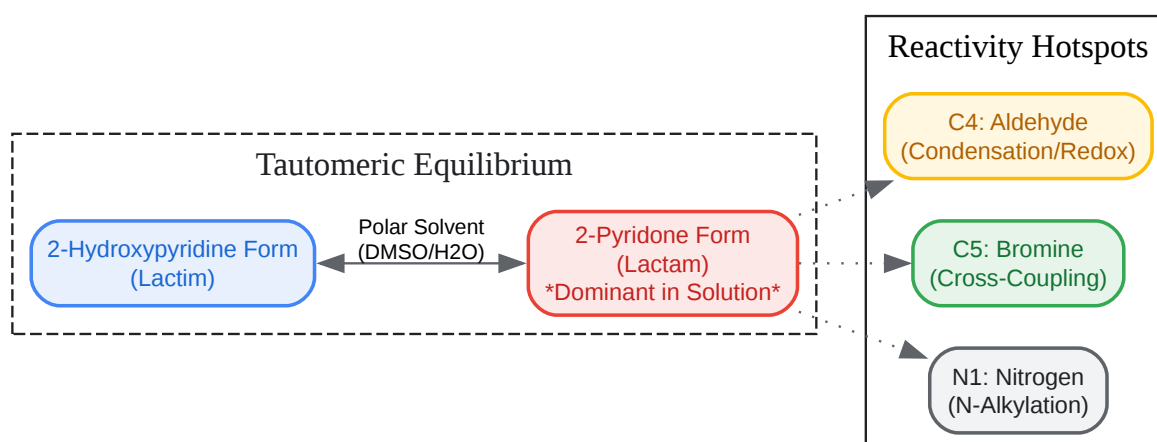 Reactivity Hotspots
C4: Aldehyde
(Condensation/Redox)
Tautomeric Equilibrium
2-Hydroxypyridine Form
(Lactim)
Polar Solvent
(DMSO/H2O)
2-Pyridone Form
(Lactam)
*Dominant in Solution*
C5: Bromine
(Cross-Coupling)
N1: Nitrogen
(N-Alkylation)